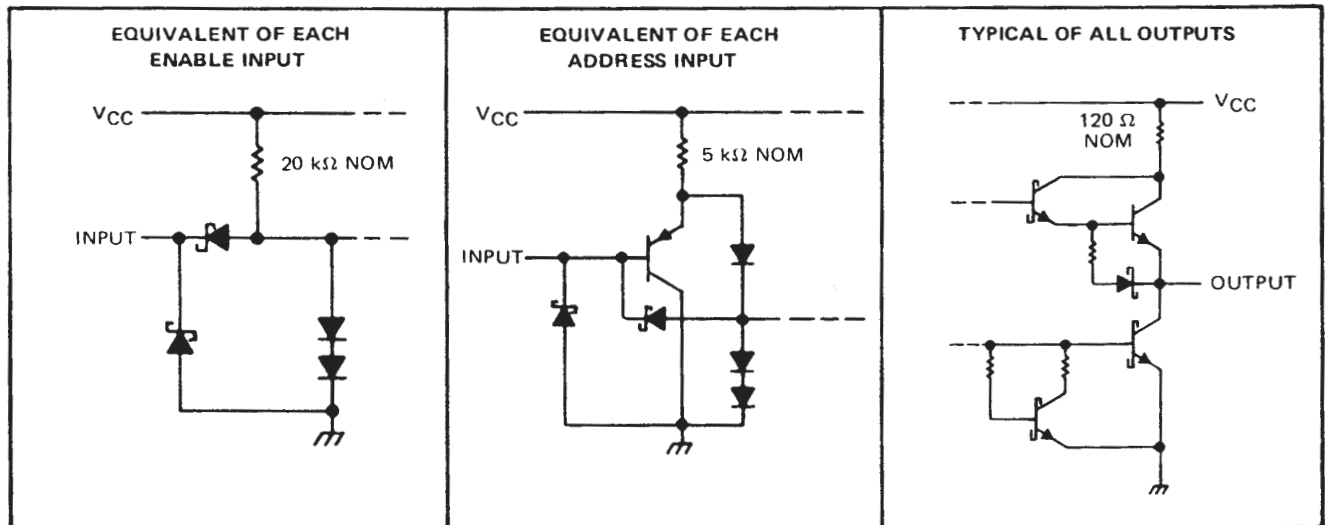 EQUIVALENT OF EACH
ENABLE INPUT
VCC
20 kΩ NOM
INPUT
EQUIVALENT OF EACH
ADDRESS INPUT
VCC
5 kΩ NOM
INPUT
TYPICAL OF ALL OUTPUTS
VCC
120 Ω
NOM
OUTPUT